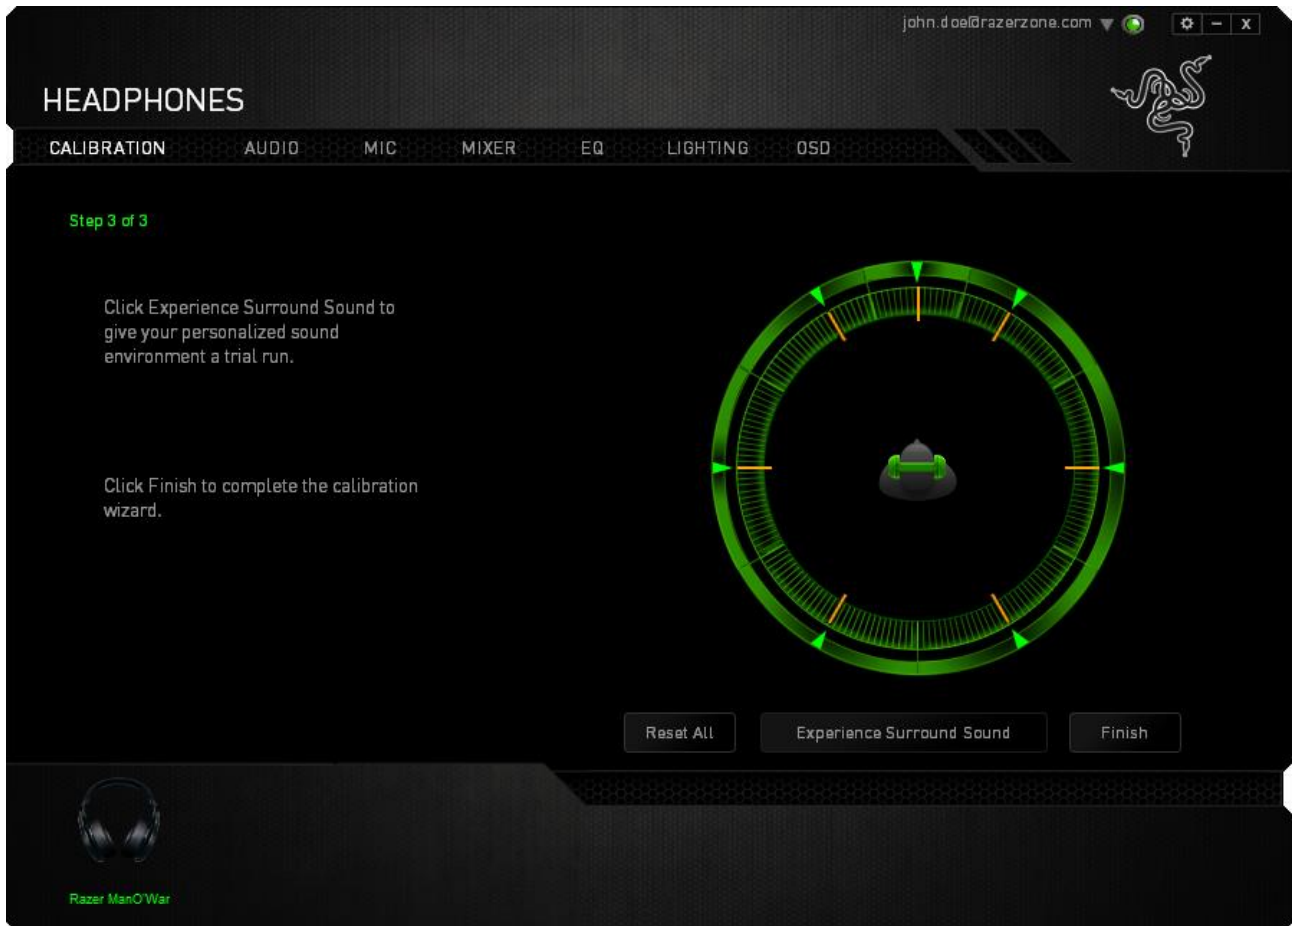 john.doe@razerzone.com
HEADPHONES
CALIBRATION AUDIO MIC MIXER EQ LIGHTING OSD
Step 3 of 3
Click Experience Surround Sound to
give your personalized sound
environment a trial run.
Click Finish to complete the calibration
wizard.
Reset All Experience Surround Sound Finish
Razer ManO'War